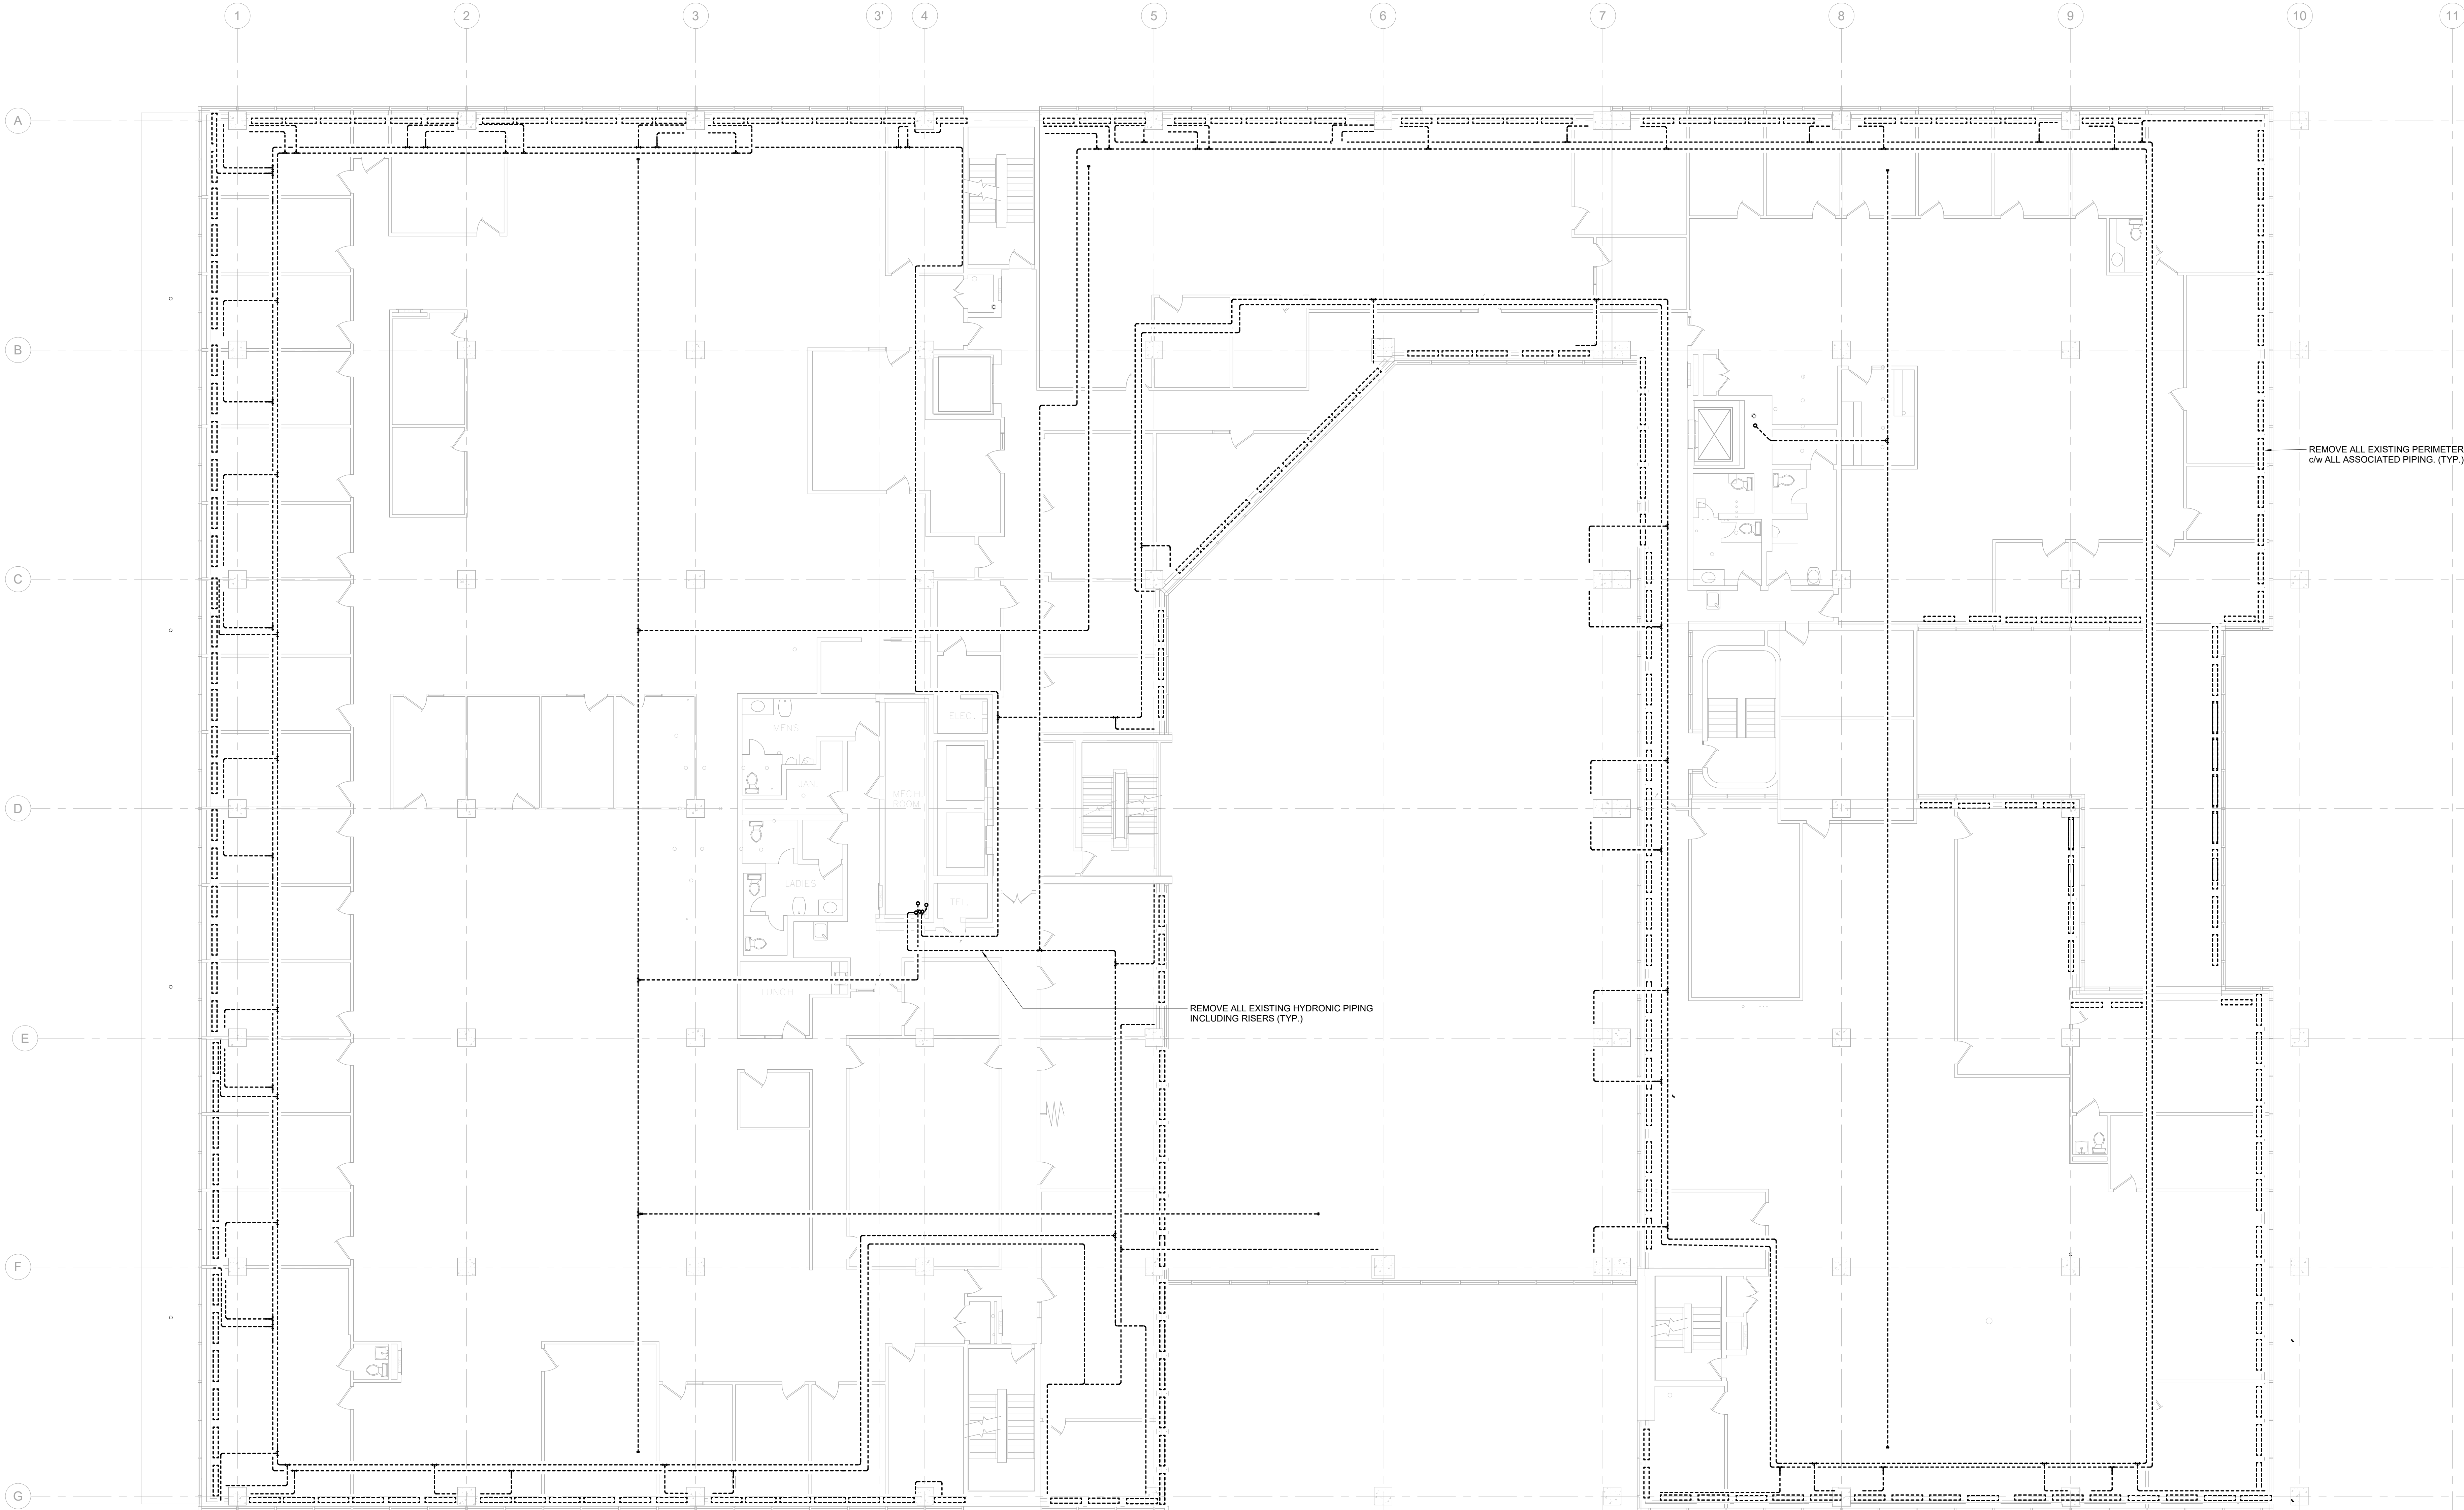 1
2
3
3'
4
5
6
7
8
9
10
11
A
B
REMOVE ALL EXISTING PERIMETER
c/w ALL ASSOCIATED PIPING. (TYP.)
C
ELEC.
MENS
JAN.
MECH.
ROOM
D
LADIES
TEL.
LUNCH
REMOVE ALL EXISTING HYDRONIC PIPING
INCLUDING RISERS (TYP.)
E
F
G